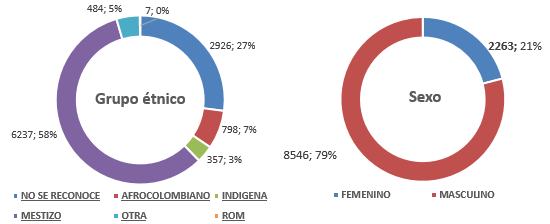 484; 5%
7; 0%
2926; 27%
2263; 21%
Grupo étnico
Sexo
6237; 58%
798; 7%
357; 3%
8546; 79%
NO SE RECONOCE AFROCOLOMBIANO INDIGENA
MESTIZO OTRA ROM
FEMENINO MASCULINO